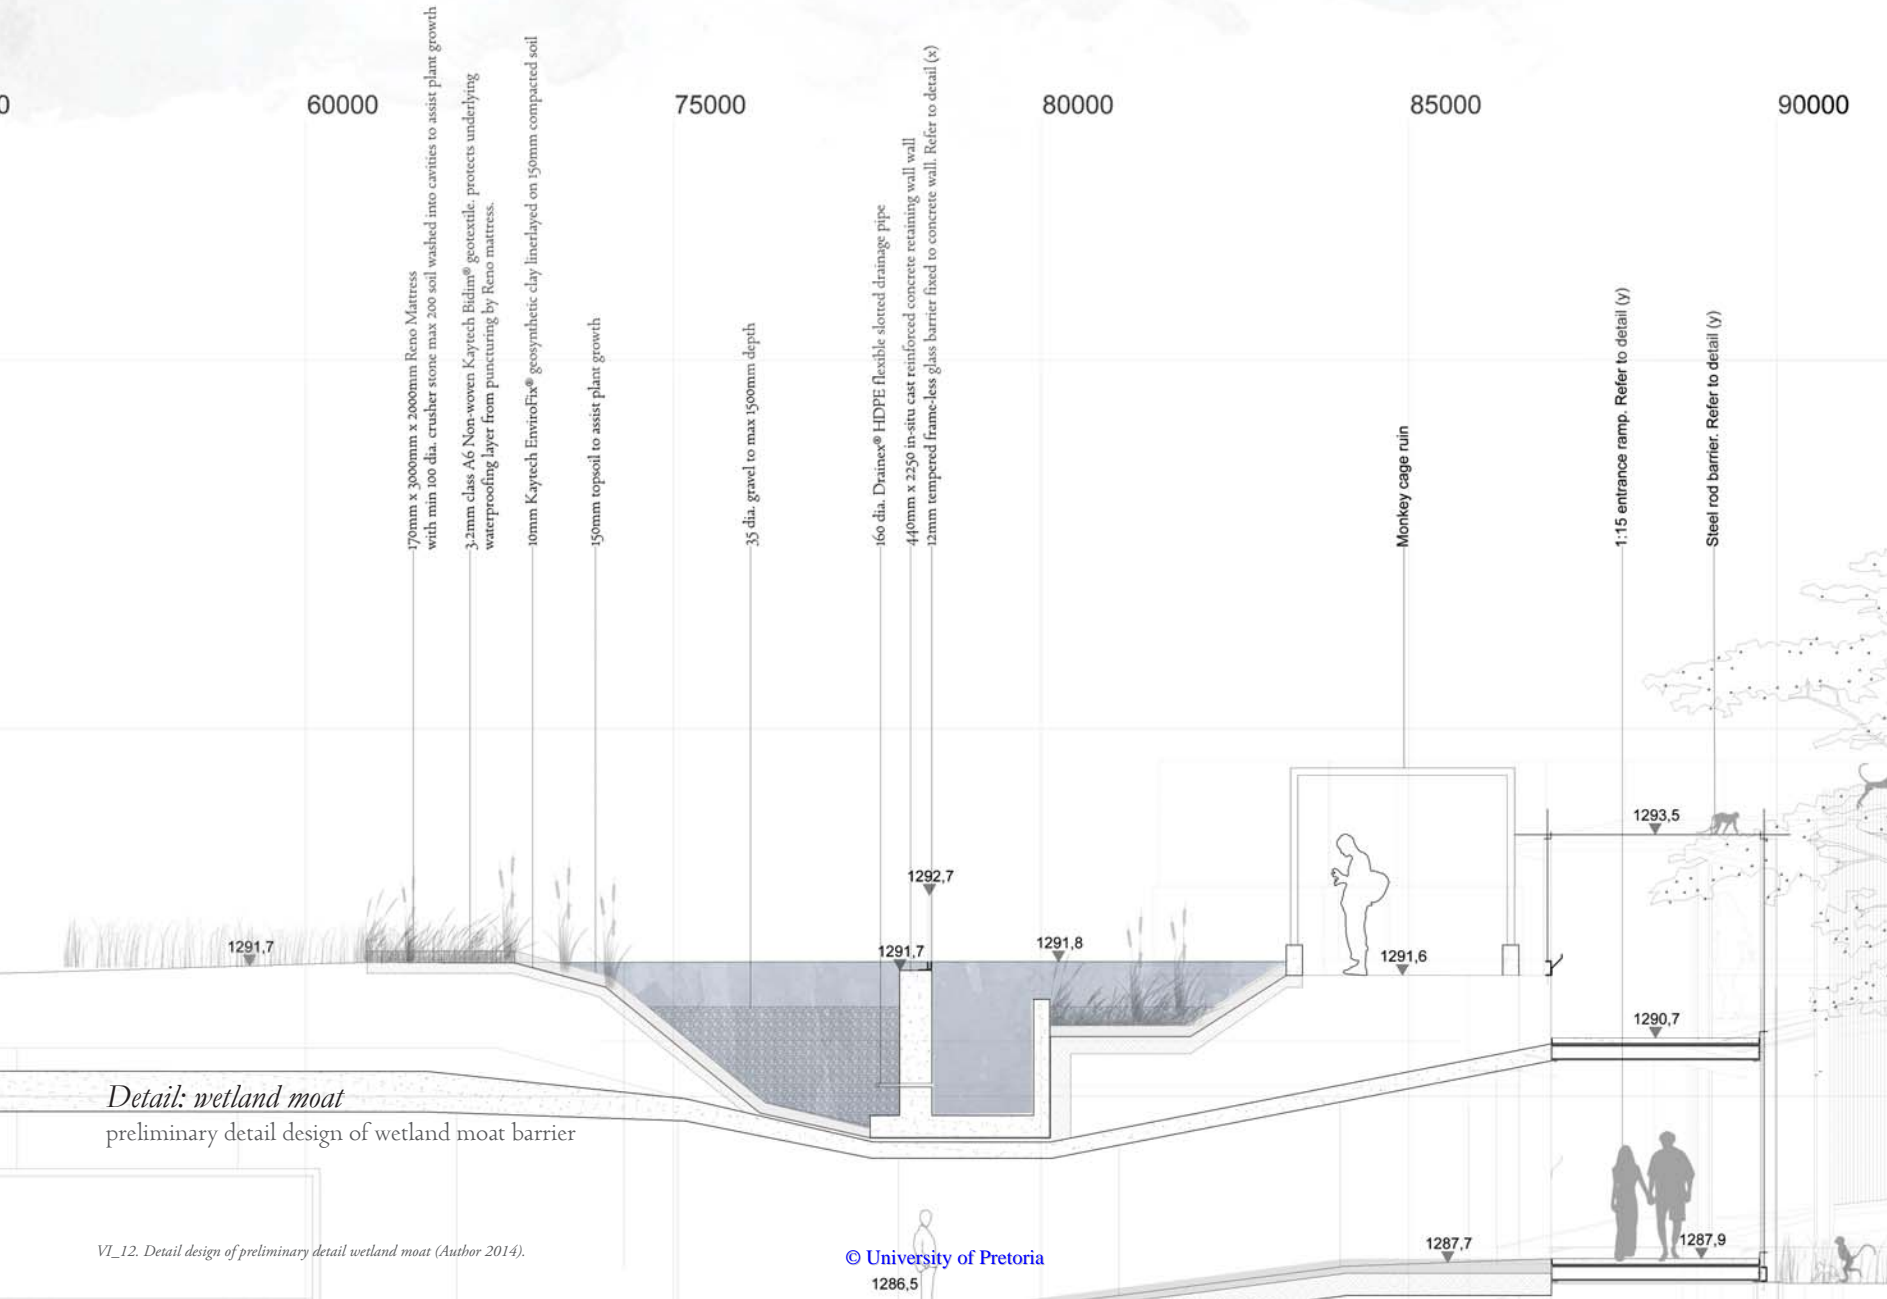 0
60000
75000
80000
85000
90000
170mm x 3000mm x 2000mm Reno Mattress
with min 100 dia. crusher stone max 200 soil washed into cavities to assist plant growth
3.2mm class A6 Non-woven Kaytech Bidim® geotextile. protects underlying
waterproofing layer from puncturing by Reno mattress.
10mm Kaytech EnviroFix® geosynthetic clay linerlayed on 150mm compacted soil
150mm topsoil to assist plant growth
35 dia. gravel to max 1500mm depth
160 dia. Drainex® HDPE flexible slotted drainage pipe
440mm x 2250 in-situ cast reinforced concrete retaining wall wall
12mm tempered frame-less glass barrier fixed to concrete wall. Refer to detail (x)
Monkey cage ruin
1:15 entrance ramp. Refer to detail (y)
Steel rod barrier. Refer to detail (y)
1293,5
1292,7
1291,7
1291,7
1291,8
1291,6
1290,7
Detail: wetland moat
preliminary detail design of wetland moat barrier
1287,7
1287,9
VI_12. Detail design of preliminary detail wetland moat (Author 2014).
© University of Pretoria
1286,5